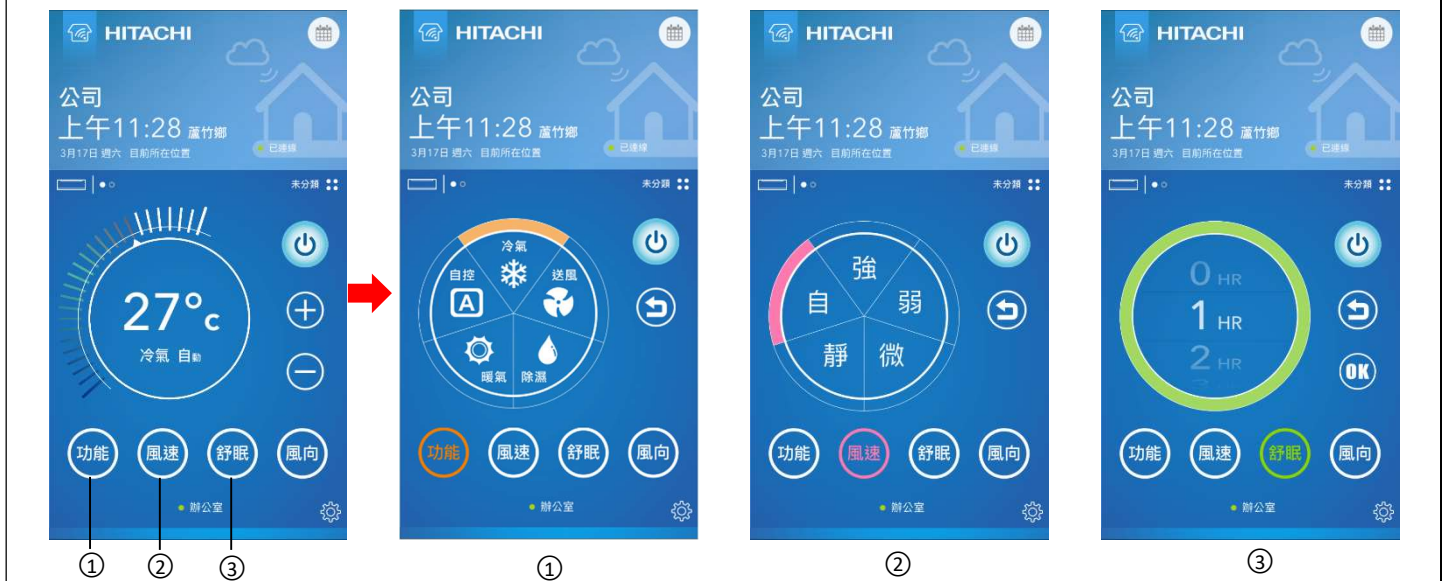 HITACHI
公司
上午11:28 蘆竹鄉
3月17日 週六 目前所在位置
已連線
未分類
27°c
冷氣 自動
功能 風速 舒眠 風向
辦公室
① ② ③
HITACHI
公司
上午11:28 蘆竹鄉
3月17日 週六 目前所在位置
已連線
未分類
冷氣
自控 送風
A
暖氣 除濕
功能 風速 舒眠 風向
辦公室
①
HITACHI
公司
上午11:28 蘆竹鄉
3月17日 週六 目前所在位置
已連線
未分類
強
自 弱
靜 微
功能 風速 舒眠 風向
辦公室
②
HITACHI
公司
上午11:28 蘆竹鄉
3月17日 週六 目前所在位置
已連線
未分類
0 HR
1 HR
2 HR
OK
功能 風速 舒眠 風向
辦公室
③